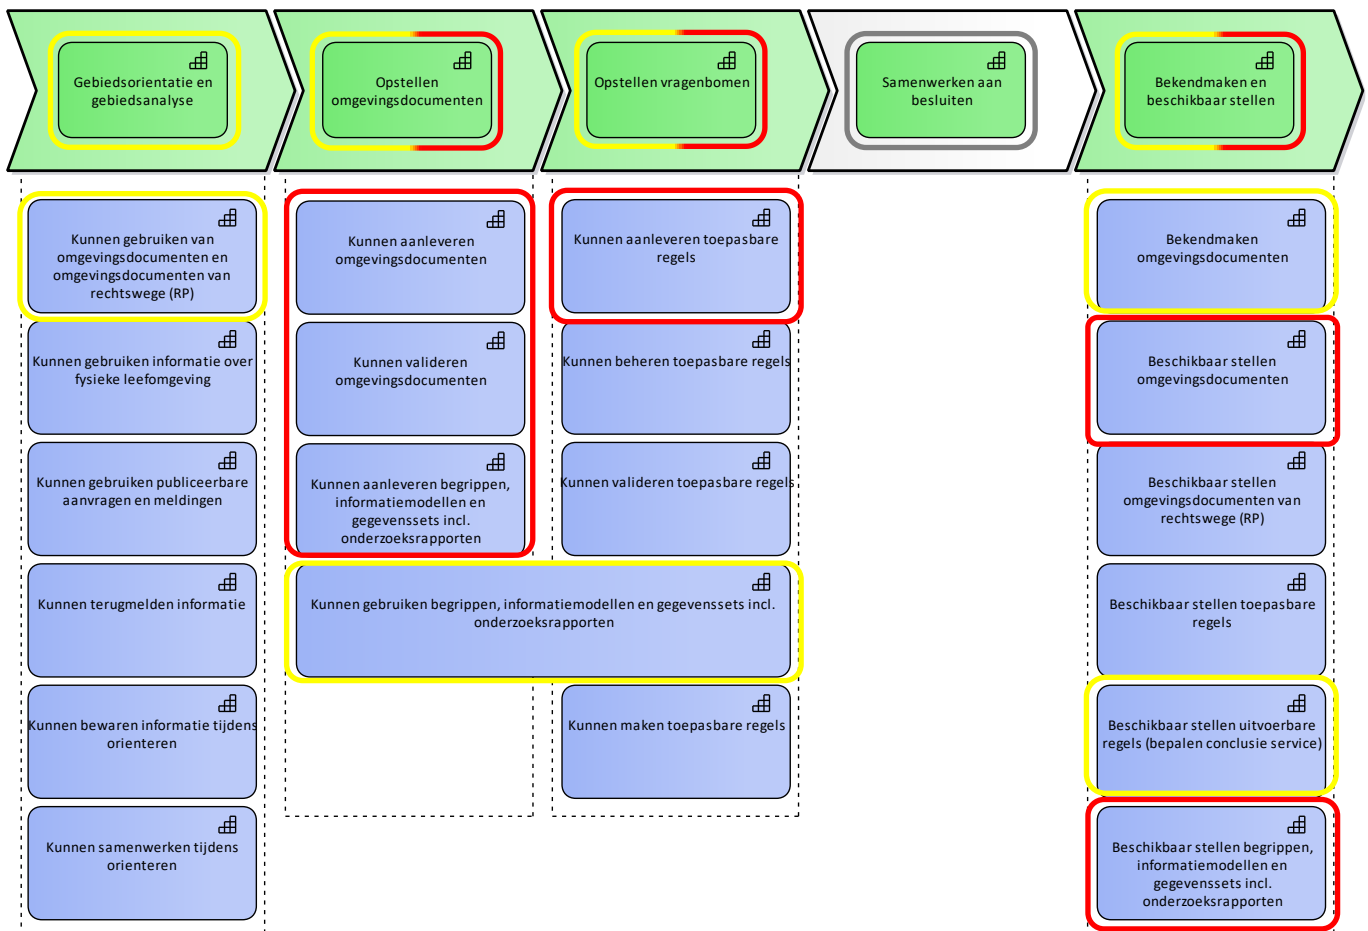 Gebiedsorientatie en
gebiedsanalyse
Opstellen
omgevingsdocumenten
Opstellen vragenbomen
Samenwerken aan
besluiten
Bekendmaken en
beschikbaar stellen
Kunnen gebruiken van
omgevingsdocumenten en
omgevingsdocumenten van
rechtswege (RP)
Kunnen gebruiken informatie over
fysieke leefomgeving
Kunnen gebruiken publiceerbare
aanvragen en meldingen
Kunnen terugmelden informatie
Kunnen bewaren informatie tijdens
orienteren
Kunnen samenwerken tijdens
orienteren
Kunnen aanleveren
omgevingsdocumenten
Kunnen valideren
omgevingsdocumenten
Kunnen aanleveren begrippen,
informatiemodellen en
gegevenssets incl.
onderzoeksrapporten
Kunnen gebruiken begrippen, informatiemodellen en gegevenssets incl.
onderzoeksrapporten
Kunnen aanleveren toepasbare
regels
Kunnen beheren toepasbare regels
Kunnen valideren toepasbare regels
Kunnen maken toepasbare regels
Bekendmaken
omgevingsdocumenten
Beschikbaar stellen
omgevingsdocumenten
Beschikbaar stellen
omgevingsdocumenten van
rechtswege (RP)
Beschikbaar stellen toepasbare
regels
Beschikbaar stellen uitvoerbare
regels (bepalen conclusie service)
Beschikbaar stellen begrippen,
informatiemodellen en
gegevenssets incl.
onderzoeksrapporten